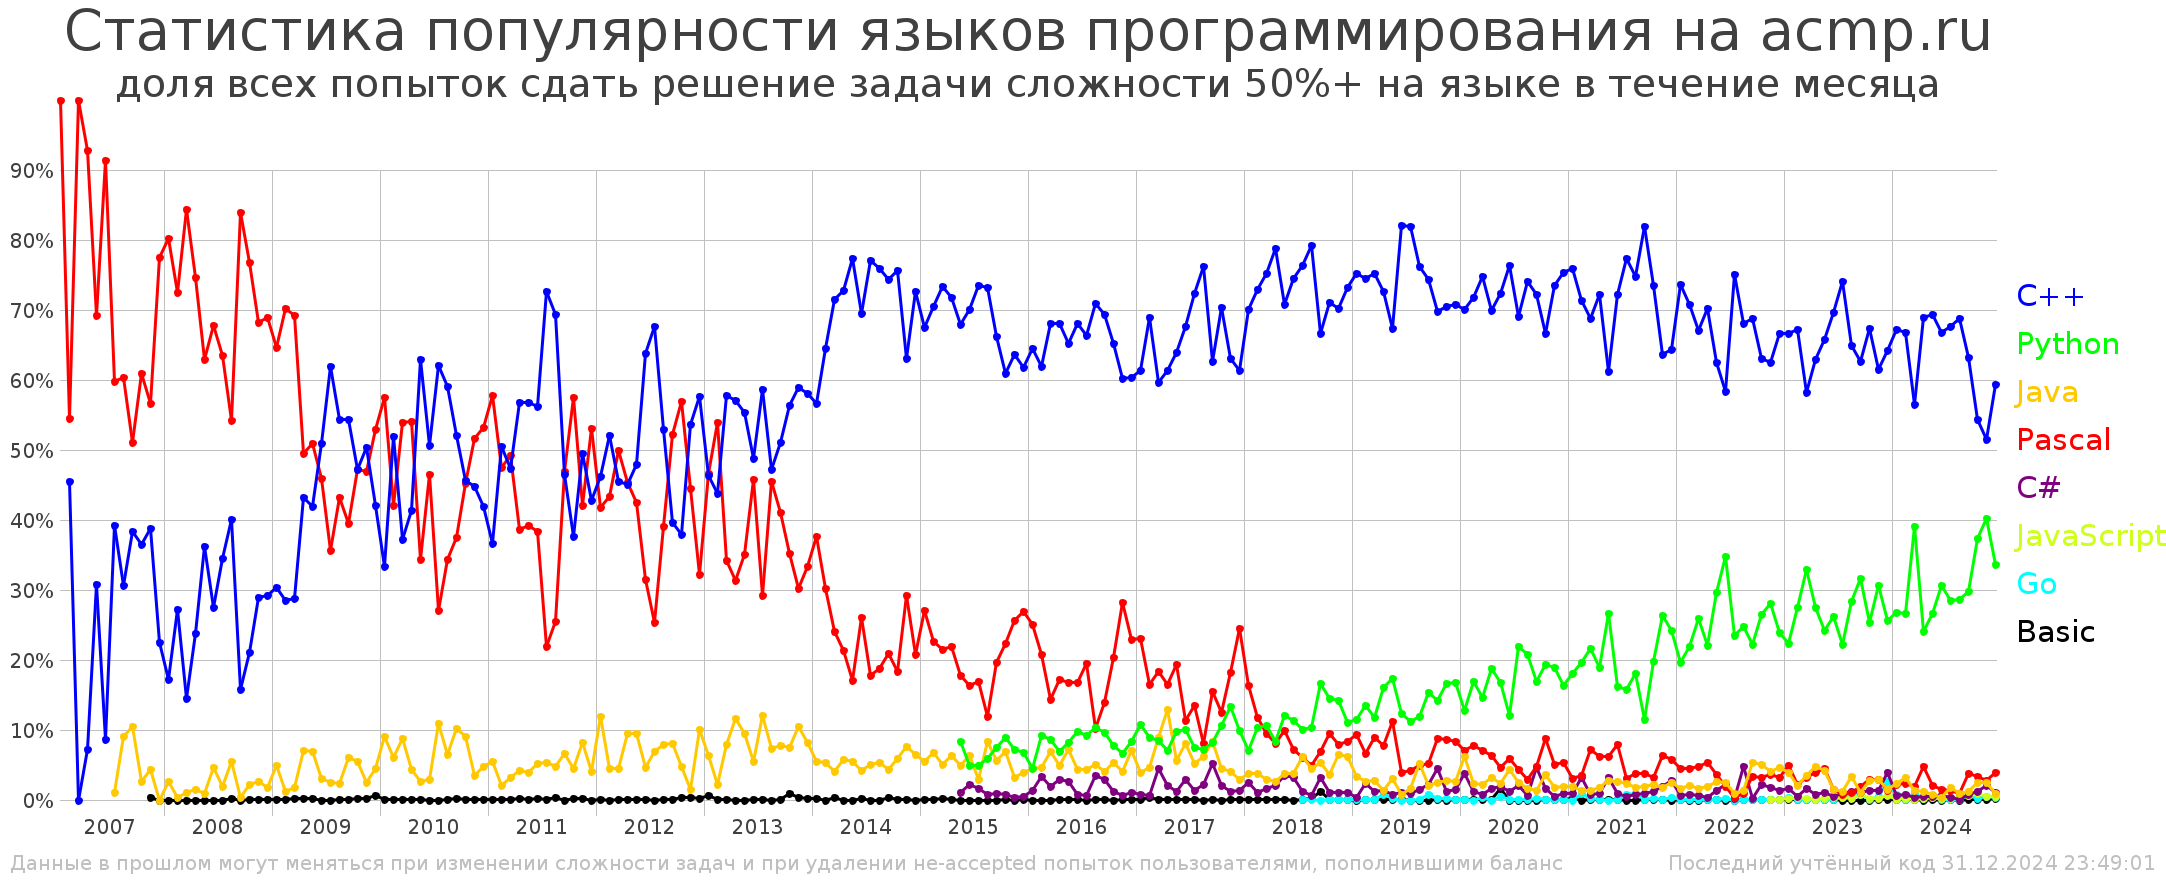 Статистика популярности языков программирования на acmp.ru
доля всех попыток сдать решение задачи сложности 50%+ на языке в течение месяца
90%
80%
70%
60%
50%
40%
30%
20%
10%
0%
C++
Python
Java
Pascal
C#
JavaScript
Go
Basic
2007 2008 2009 2010 2011 2012 2013 2014 2015 2016 2017 2018 2019 2020 2021 2022 2023 2024
Данные в прошлом могут меняться при изменении сложности задач и при удалении не-accepted попыток пользователями, пополнившими баланс
Последний учтённый код 31.12.2024 23:49:01